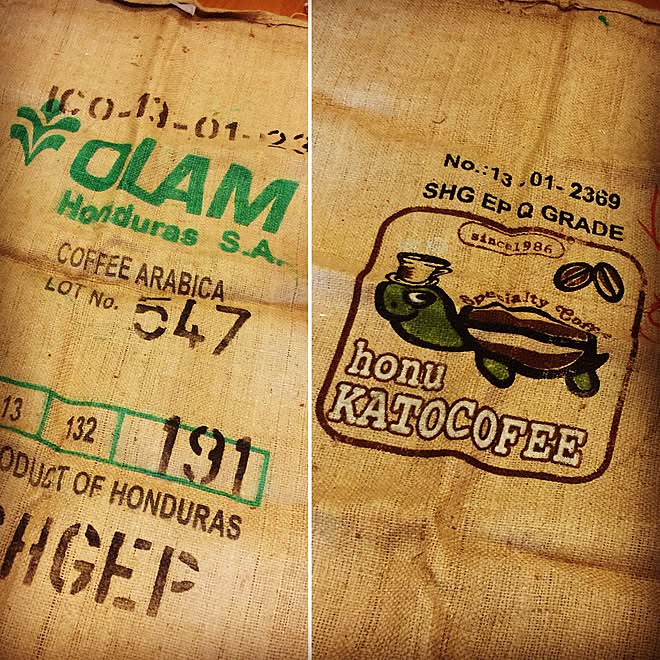 ICO-13-01-23
OLAM
Honduras S.A.
COFFEE ARABICA
LOT No. 547
13 132 191
ODUCT OF HONDURAS
SHGEP
No.:13,01-2369
SHG EP Q GRADE
since1986
Specialty Coffee
honu
KATOCOFEE